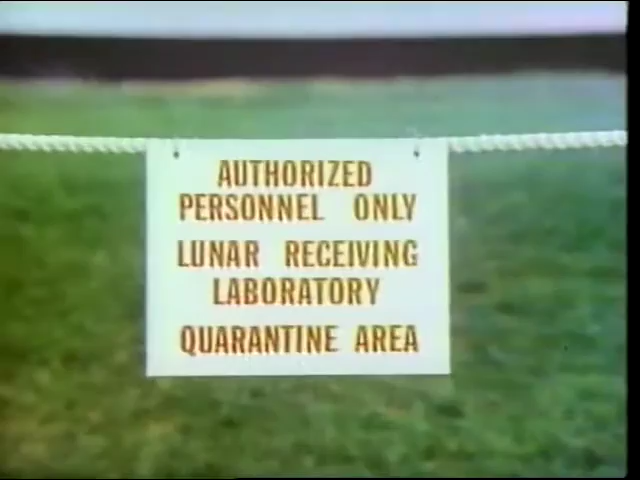 AUTHORIZED
PERSONNEL ONLY
LUNAR RECEIVING
LABORATORY
QUARANTINE AREA